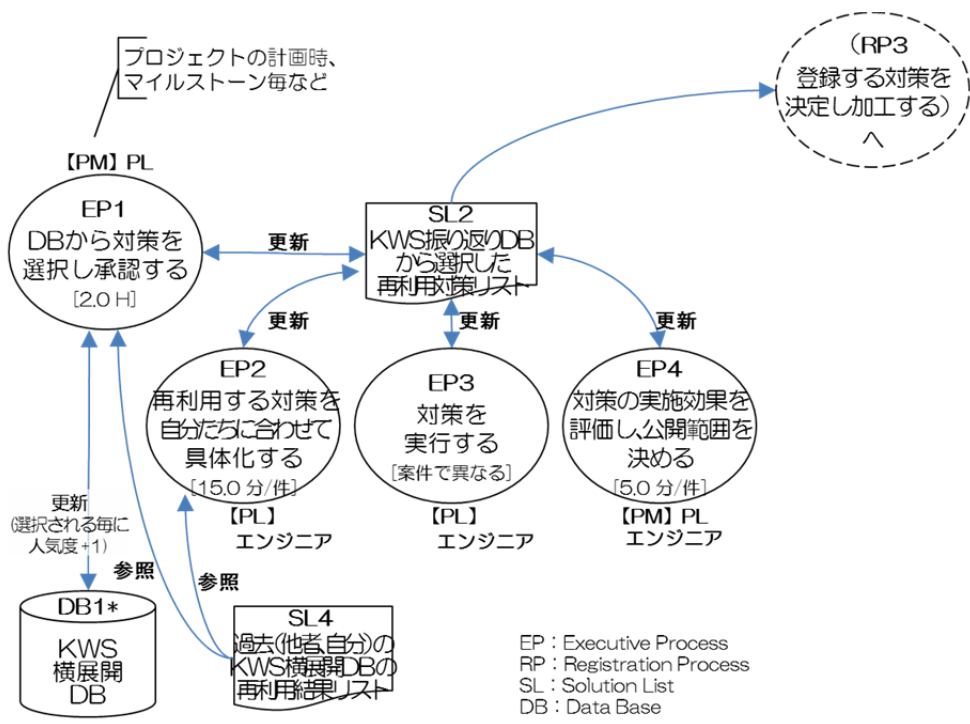 プロジェクトの計画時、
マイルストーン毎など
(RP3
登録する対策を
決定し加工する)
へ
【PM】PL
EP1
DBから対策を
選択し承認する
[2.0 H]
更新
SL2
KWS振り返りDB
から選択した
再利用対策リスト
更新
更新
更新
EP2
再利用する対策を
自分たちに合わせて
具体化する
[15.0 分/件]
【PL】
エンジニア
EP3
対策を
実行する
[案件で異なる]
【PL】
エンジニア
EP4
対策の実施効果を
評価し、公開範囲を
決める
[5.0 分/件]
【PM】PL
エンジニア
更新
(選択される毎に
人気度+1)
参照
参照
DB1*
KWS
横展開
DB
SL4
過去(他者、自分)の
KWS横展開DBの
再利用結果リスト
EP：Executive Process
RP：Registration Process
SL：Solution List
DB：Data Base